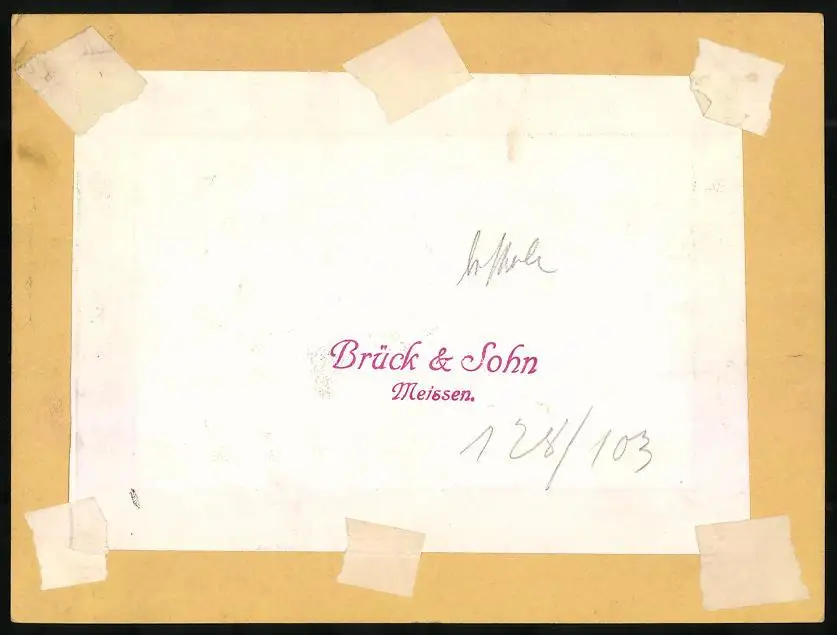 Brück & Sohn
Meissen.
128/103